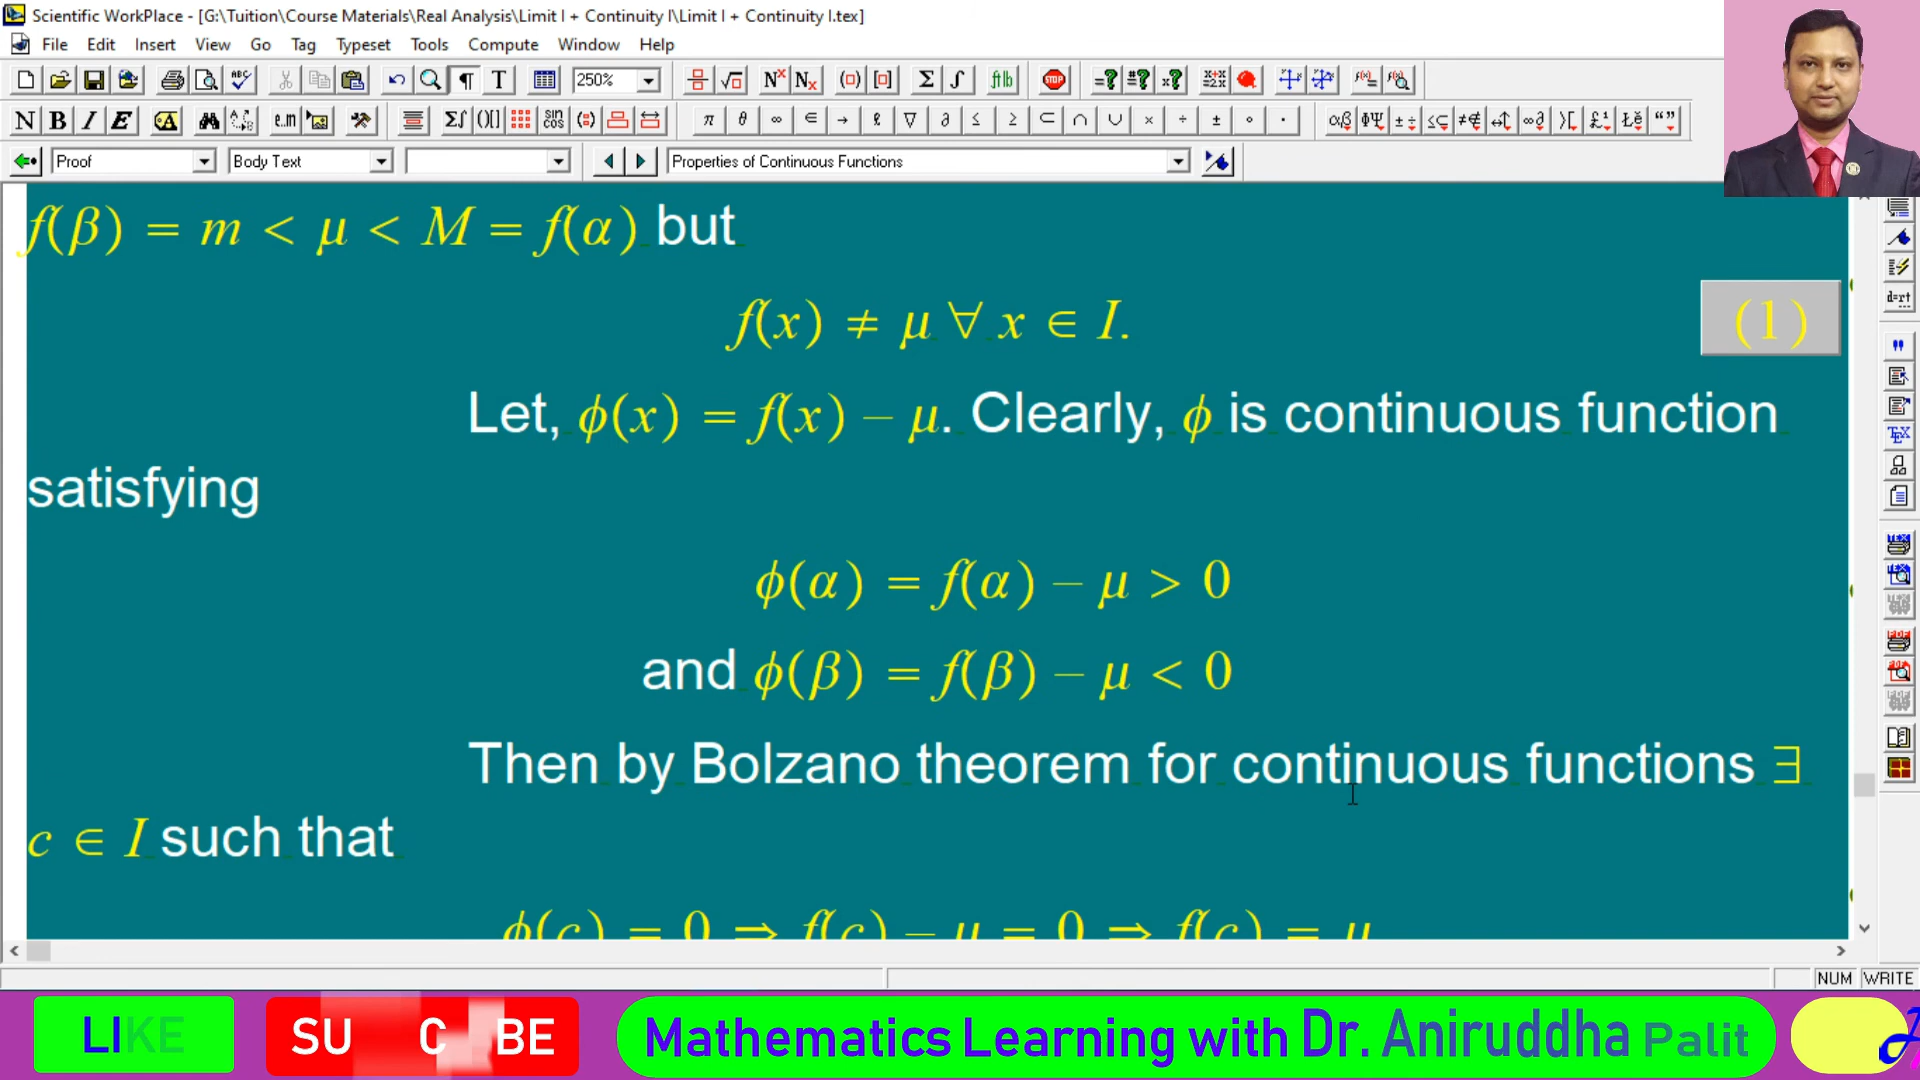 Scientific WorkPlace - [G:\Tuition\Course Materials\Real Analysis\Limit I + Continuity I\Limit I + Continuity I.tex]
File Edit Insert View Go Tag Typeset Tools Compute Window Help
250%
Proof Body Text Properties of Continuous Functions
f(β) = m < μ < M = f(α) but
f(x) ≠ μ ∀ x ∈ I. (1)
Let, ϕ(x) = f(x) − μ. Clearly, ϕ is continuous function
satisfying
ϕ(α) = f(α) − μ > 0
and ϕ(β) = f(β) − μ < 0
Then by Bolzano theorem for continuous functions ∃
c ∈ I such that
ϕ(c) = 0 ⇒ f(c) − μ = 0 ⇒ f(c) = μ
NUM WRITE
LIKE SU C BE Mathematics Learning with Dr. Aniruddha Palit